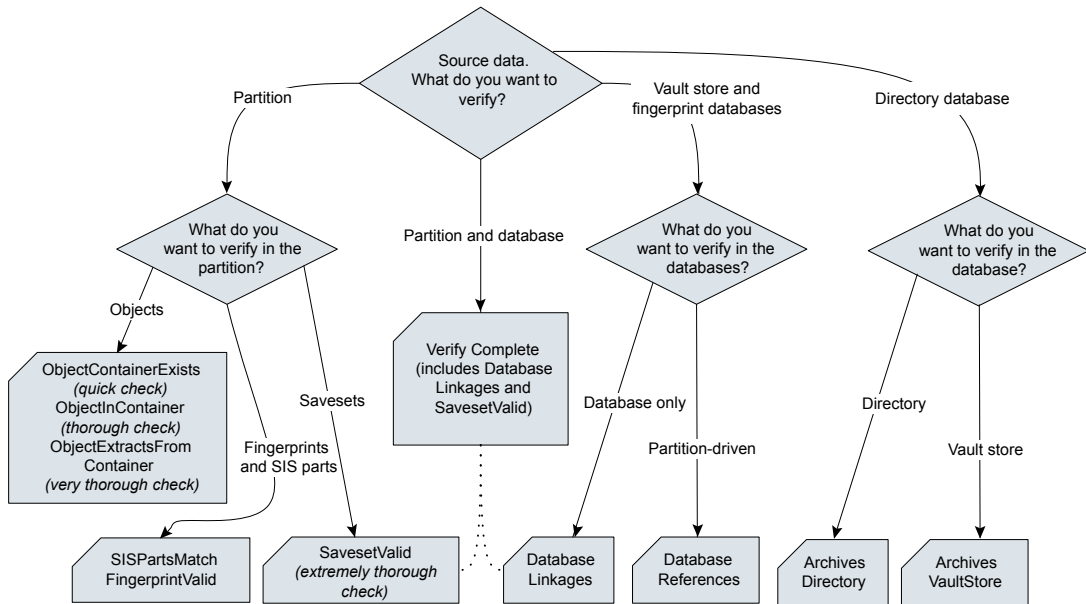 Source data.
What do you want to
verify?
Partition
Vault store and
fingerprint databases
Directory database
What do you
want to verify in the
partition?
Partition and database
What do you
want to verify in the
databases?
What do you
want to verify in the
database?
Objects
ObjectContainerExists
(quick check)
ObjectInContainer
(thorough check)
ObjectExtractsFrom
Container
(very thorough check)
Verify Complete
(includes Database
Linkages and
SavesetValid)
Savesets
Database only
Directory
Fingerprints
and SIS parts
Partition-driven
Vault store
SISPartsMatch
FingerprintValid
SavesetValid
(extremely thorough
check)
Database
Linkages
Database
References
Archives
Directory
Archives
VaultStore